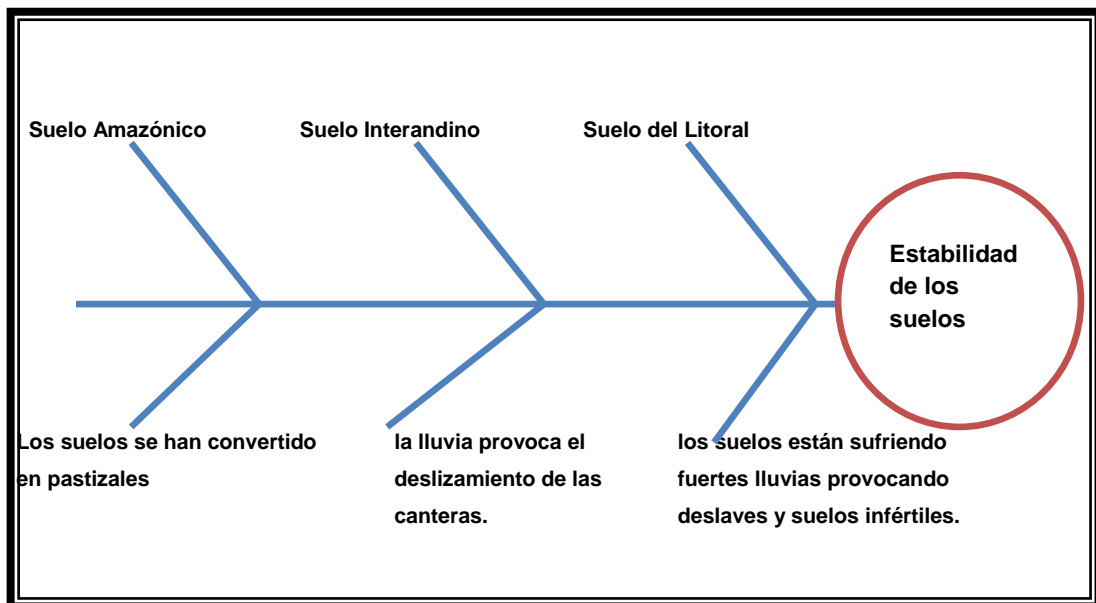 Suelo Amazónico
Suelo Interandino
Suelo del Litoral
Estabilidad
de los
suelos
Los suelos se han convertido
en pastizales
la lluvia provoca el
deslizamiento de las
canteras.
los suelos están sufriendo
fuertes lluvias provocando
deslaves y suelos infértiles.